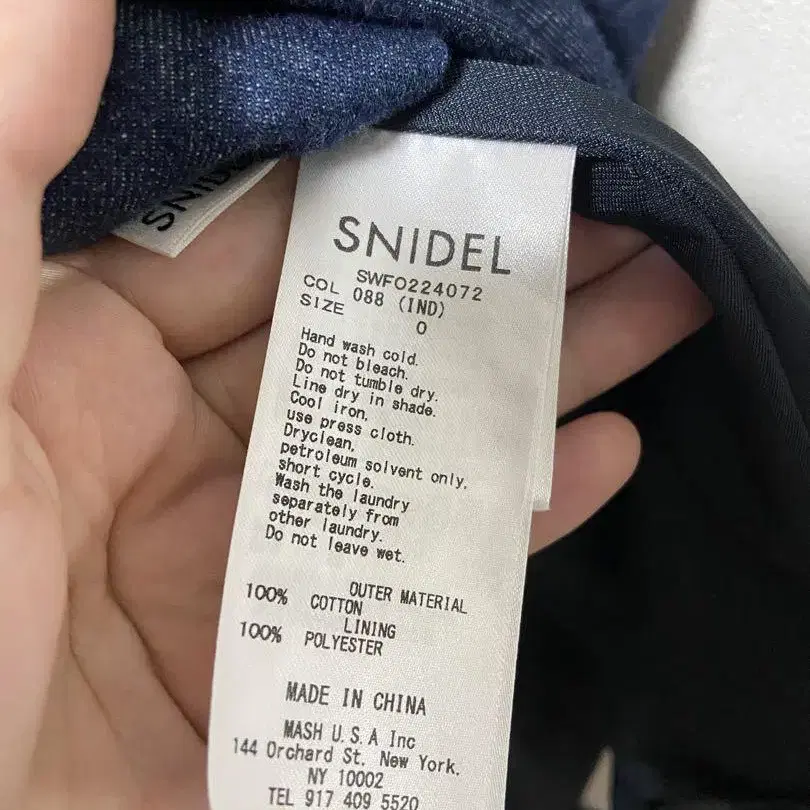 SNIDEL
SWFO224072
COL 088 (IND)
SIZE 0
Hand wash cold.
Do not bleach.
Do not tumble dry.
Line dry in shade.
Cool iron,
use press cloth.
Dryclean,
petroleum solvent only,
short cycle.
Wash the laundry
separately from
other laundry.
Do not leave wet.
OUTER MATERIAL
100% COTTON
LINING
100% POLYESTER
MADE IN CHINA
MASH U.S.A Inc
144 Orchard St. New York,
NY 10002
TEL 917 409 5520
SNID